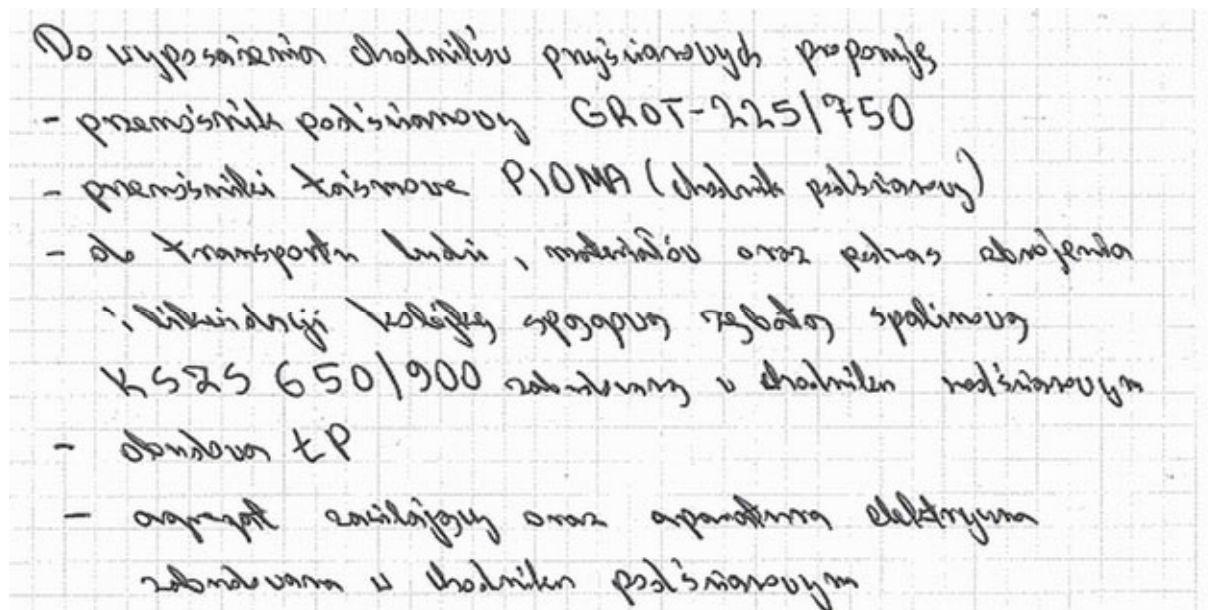 Do wyposażenia chodników przyścianowych proponuję
- przenośnik podścianowy GROT-225/750
- przenośniki taśmowe PIOMA (chodnik podścianowy)
- do transportu ludzi, materiałów oraz podczas zbrojenia
i likwidacji kolejkę spągową zębatą spalinową
KSZS 650/900 zabudowaną w chodniku nadścianowym
- obudowa ŁP
- agregat zasilający oraz aparatura elektryczna
zabudowana w chodniku podścianowym